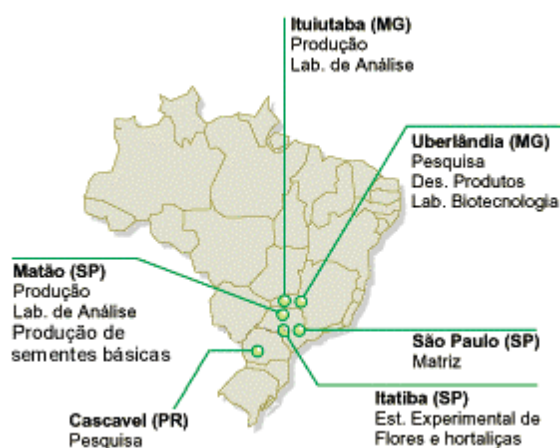 Ituiutaba (MG)
Produção
Lab. de Análise
Uberlândia (MG)
Pesquisa
Des. Produtos
Lab. Biotecnologia
Matão (SP)
Produção
Lab. de Análise
Produção de
sementes básicas
São Paulo (SP)
Matriz
Itatiba (SP)
Est. Experimental de
Flores e hortaliças
Cascavel (PR)
Pesquisa